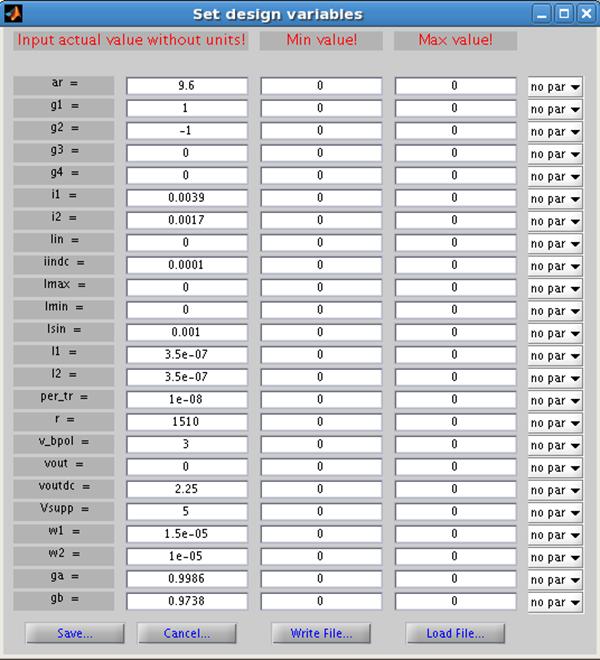 Set design variables
Input actual value without units! Min value! Max value!
ar = 9.6 0 0 no par
g1 = 1 0 0 no par
g2 = -1 0 0 no par
g3 = 0 0 0 no par
g4 = 0 0 0 no par
i1 = 0.0039 0 0 no par
i2 = 0.0017 0 0 no par
Iin = 0 0 0 no par
iindc = 0.0001 0 0 no par
Imax = 0 0 0 no par
Imin = 0 0 0 no par
Isin = 0.001 0 0 no par
l1 = 3.5e-07 0 0 no par
l2 = 3.5e-07 0 0 no par
per_tr = 1e-08 0 0 no par
r = 1510 0 0 no par
v_bpol = 3 0 0 no par
vout = 0 0 0 no par
voutdc = 2.25 0 0 no par
Vsupp = 5 0 0 no par
w1 = 1.5e-05 0 0 no par
w2 = 1e-05 0 0 no par
ga = 0.9986 0 0 no par
gb = 0.9738 0 0 no par
Save... Cancel... Write File... Load File...